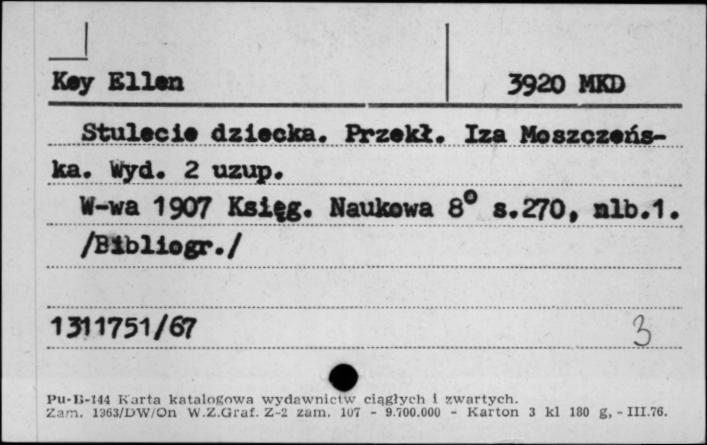 Key Ellen
3920 MKD
Stulecie dziecka. Przekł. Iza Moszczeńs-
ka. Wyd. 2 uzup.
W-wa 1907 Księg. Naukowa 8° s.270, nlb.1.
/Bibliogr./
1311751/67
3
Pu-B-144 Karta katalogowa wydawnictw ciągłych i zwartych.
Zam. 1963/DW/On W.Z.Graf. Z-2 zam. 107 - 9.700.000 - Karton 3 kl 180 g, - III.76.